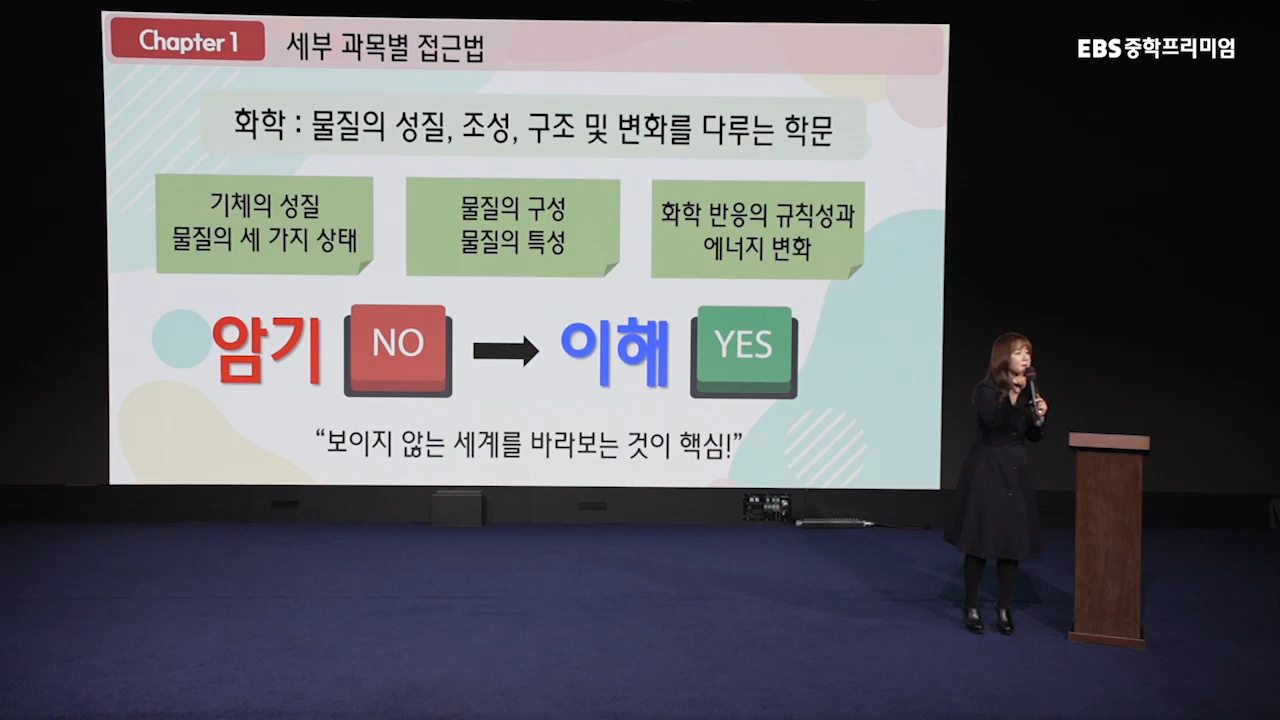 Chapter 1 세부 과목별 접근법
EBS 중학프리미엄
화학 : 물질의 성질, 조성, 구조 및 변화를 다루는 학문
기체의 성질
물질의 세 가지 상태
물질의 구성
물질의 특성
화학 반응의 규칙성과
에너지 변화
암기 NO → 이해 YES
“보이지 않는 세계를 바라보는 것이 핵심!”